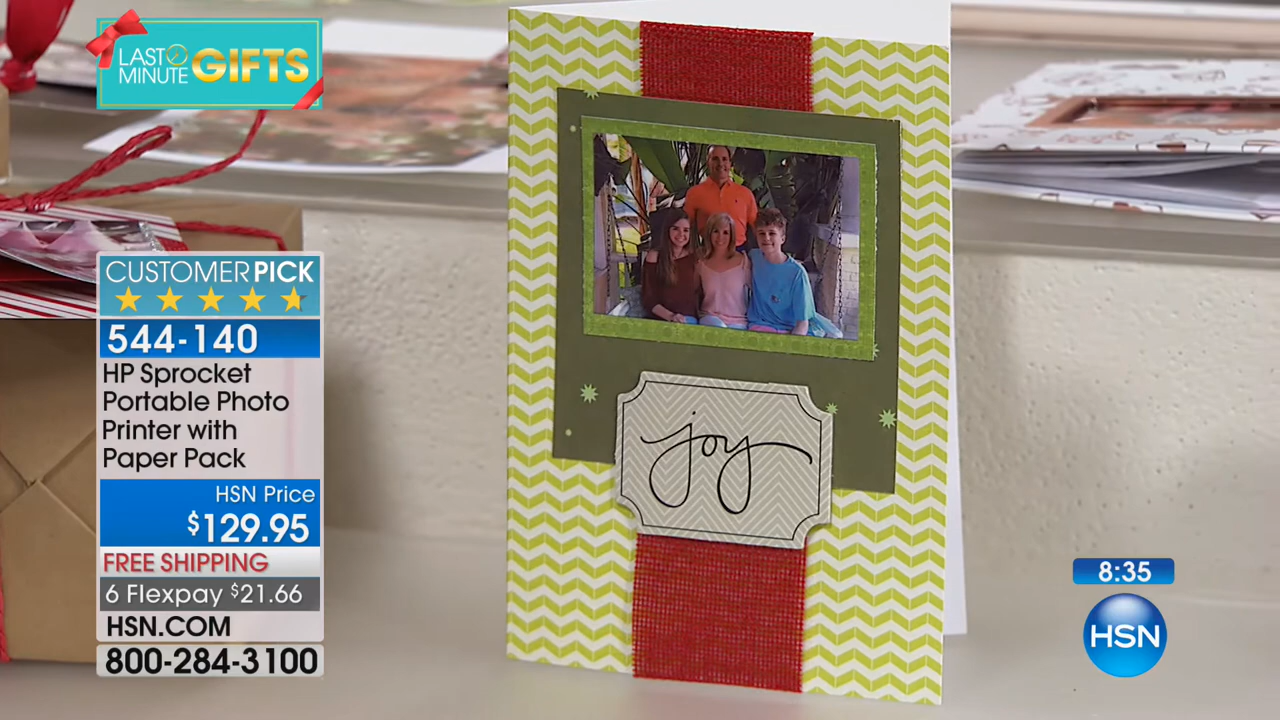 LAST
MINUTE
GIFTS
CUSTOMER PICK
544-140
HP Sprocket
Portable Photo
Printer with
Paper Pack
HSN Price
$129.95
FREE SHIPPING
6 Flexpay $21.66
HSN.COM
800-284-3100
joy
8:35
HSN